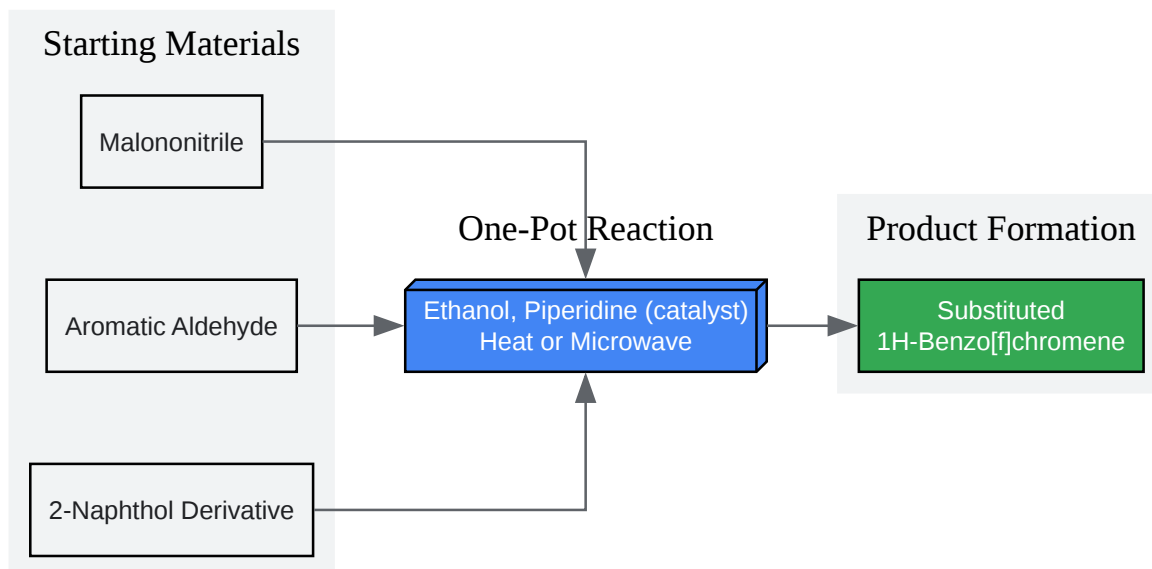 Starting Materials
Malononitrile
Aromatic Aldehyde
2-Naphthol Derivative
One-Pot Reaction
Ethanol, Piperidine (catalyst)
Heat or Microwave
Product Formation
Substituted
1H-Benzo[f]chromene